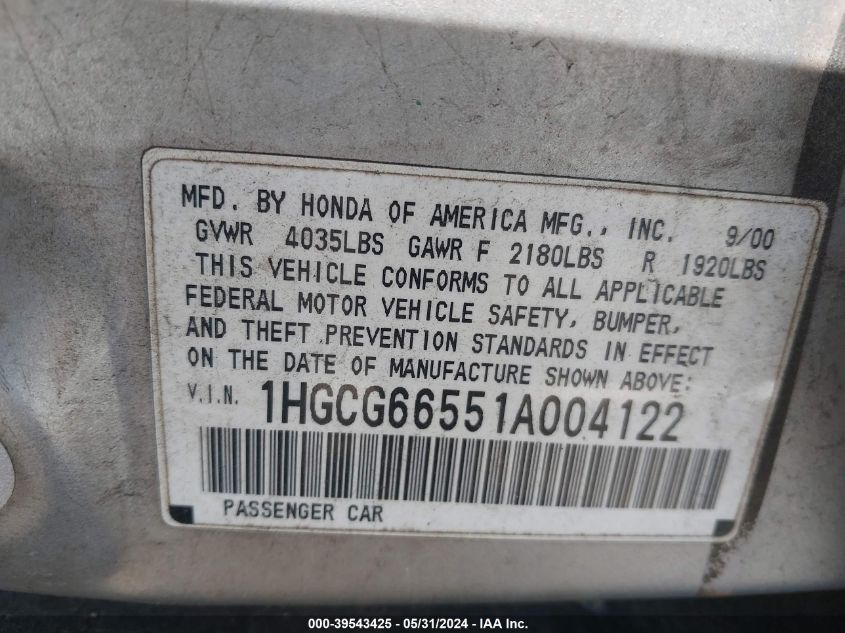 MFD. BY HONDA OF AMERICA MFG., INC. 9/00
GVWR 4035LBS GAWR F 2180LBS R 1920LBS
THIS VEHICLE CONFORMS TO ALL APPLICABLE
FEDERAL MOTOR VEHICLE SAFETY, BUMPER,
AND THEFT PREVENTION STANDARDS IN EFFECT
ON THE DATE OF MANUFACTURE SHOWN ABOVE:
V.I.N. 1HGCG66551A004122
PASSENGER CAR
000-39543425 - 05/31/2024 - IAA Inc.